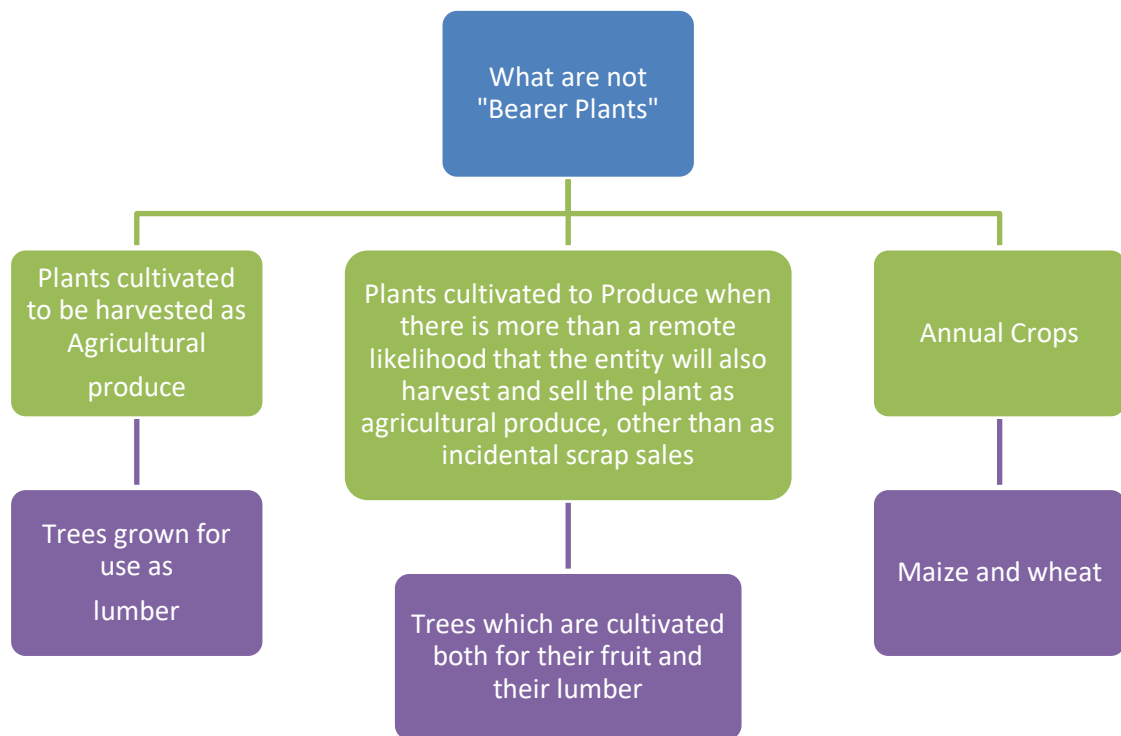 What are not
"Bearer Plants"
Plants cultivated
to be harvested as
Agricultural
produce
Trees grown for
use as
lumber
Plants cultivated to Produce when
there is more than a remote
likelihood that the entity will also
harvest and sell the plant as
agricultural produce, other than as
incidental scrap sales
Trees which are cultivated
both for their fruit and
their lumber
Annual Crops
Maize and wheat